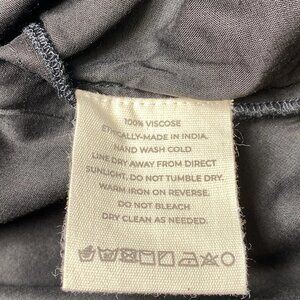 100% VISCOSE
ETHICALLY-MADE IN INDIA.
HAND WASH COLD
LINE DRY AWAY FROM DIRECT
SUNLIGHT, DO NOT TUMBLE DRY.
WARM IRON ON REVERSE.
DO NOT BLEACH
DRY CLEAN AS NEEDED.